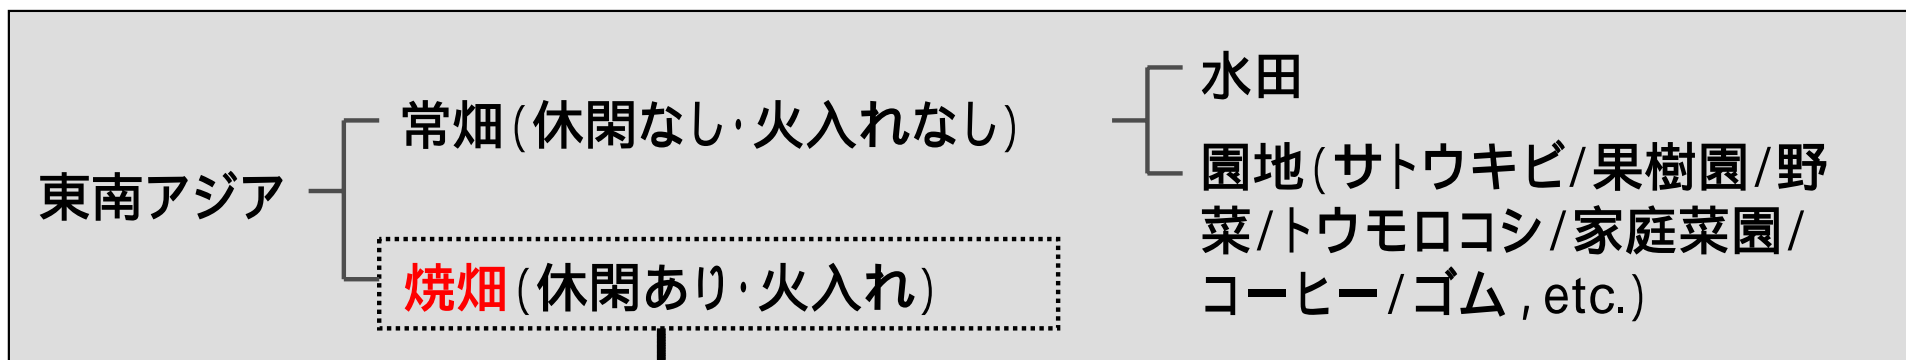 東南アジア
常畑(休閑なし・火入れなし)
焼畑(休閑あり・火入れ)
水田
園地(サトウキビ/果樹園/野
菜/トウモロコシ/家庭菜園/
コーヒー/ゴム , etc.)